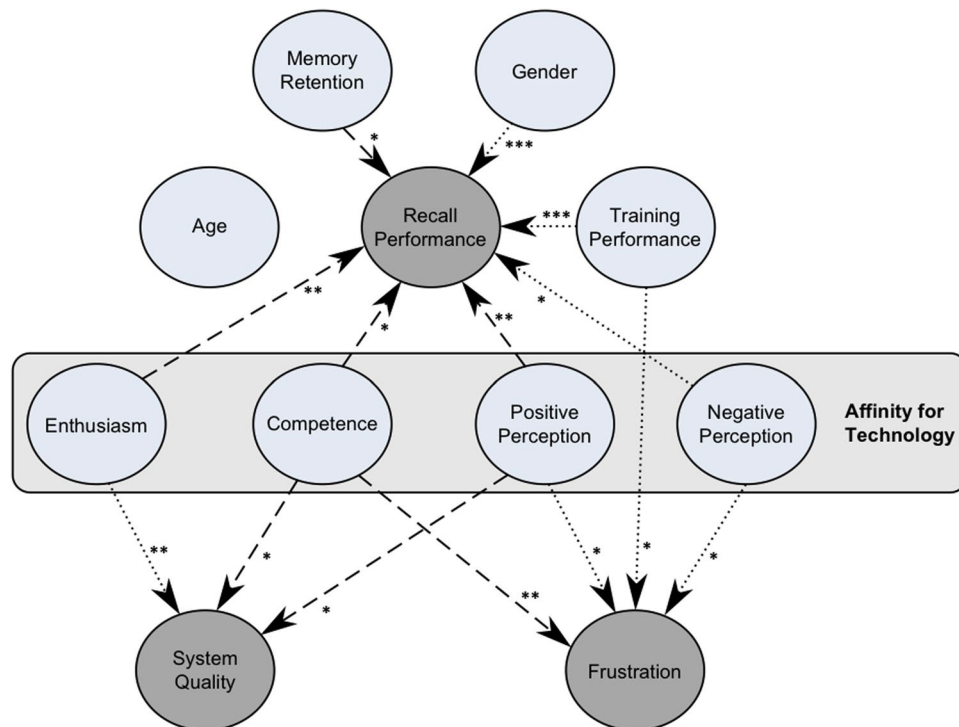 Memory
Retention
Gender
*
***
Age
Recall
Performance
***
Training
Performance
**
*
**
*
Enthusiasm
Competence
Positive
Perception
Negative
Perception
Affinity for
Technology
**
*
*
**
*
*
*
System
Quality
Frustration